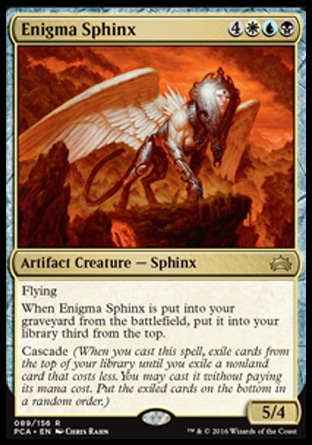 Enigma Sphinx 4
Artifact Creature — Sphinx
Flying
When Enigma Sphinx is put into your
graveyard from the battlefield, put it into your
library third from the top.
Cascade (When you cast this spell, exile cards from
the top of your library until you exile a nonland
card that costs less. You may cast it without paying
its mana cost. Put the exiled cards on the bottom in
a random order.)
5/4
089/156 R
PCA • EN Chris Rahn
™ & © 2016 Wizards of the Coast